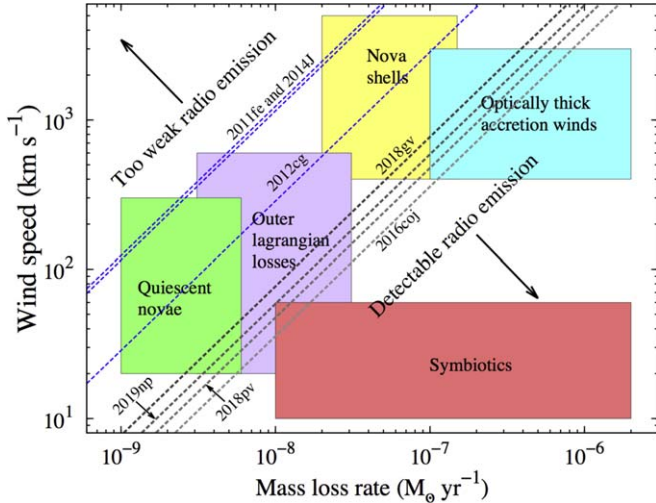 Too weak radio emission
2011fe and 2014J
Nova
shells
Optically thick
accretion winds
2012cg
2018gv
2016coj
Outer
lagrangian
losses
Quiescent
novae
Detectable radio emission
Symbiotics
2019np
2018pv
10³
10²
10¹
Wind speed (km s⁻¹)
10⁻⁹
10⁻⁸
10⁻⁷
10⁻⁶
Mass loss rate (M⊙ yr⁻¹)